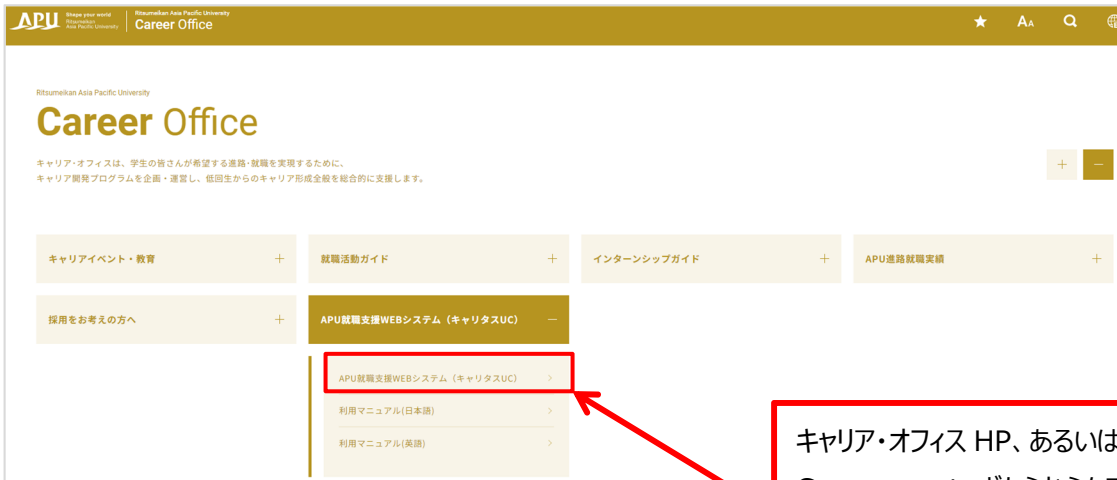 APU
Shape your world
Ritsumeikan
Asia Pacific University
Ritsumeikan Asia Pacific University
Career Office
AA
Ritsumeikan Asia Pacific University
Career Office
キャリア・オフィスは、学生の皆さんが希望する進路・就職を実現するために、
キャリア開発プログラムを企画・運営し、低回生からのキャリア形成全般を総合的に支援します。
キャリアイベント・教育
就職活動ガイド
インターンシップガイド
APU進路就職実績
採用をお考えの方へ
APU就職支援WEBシステム（キャリタスUC）
APU就職支援WEBシステム（キャリタスUC）
利用マニュアル(日本語)
利用マニュアル(英語)
キャリア・オフィス HP、あるいは